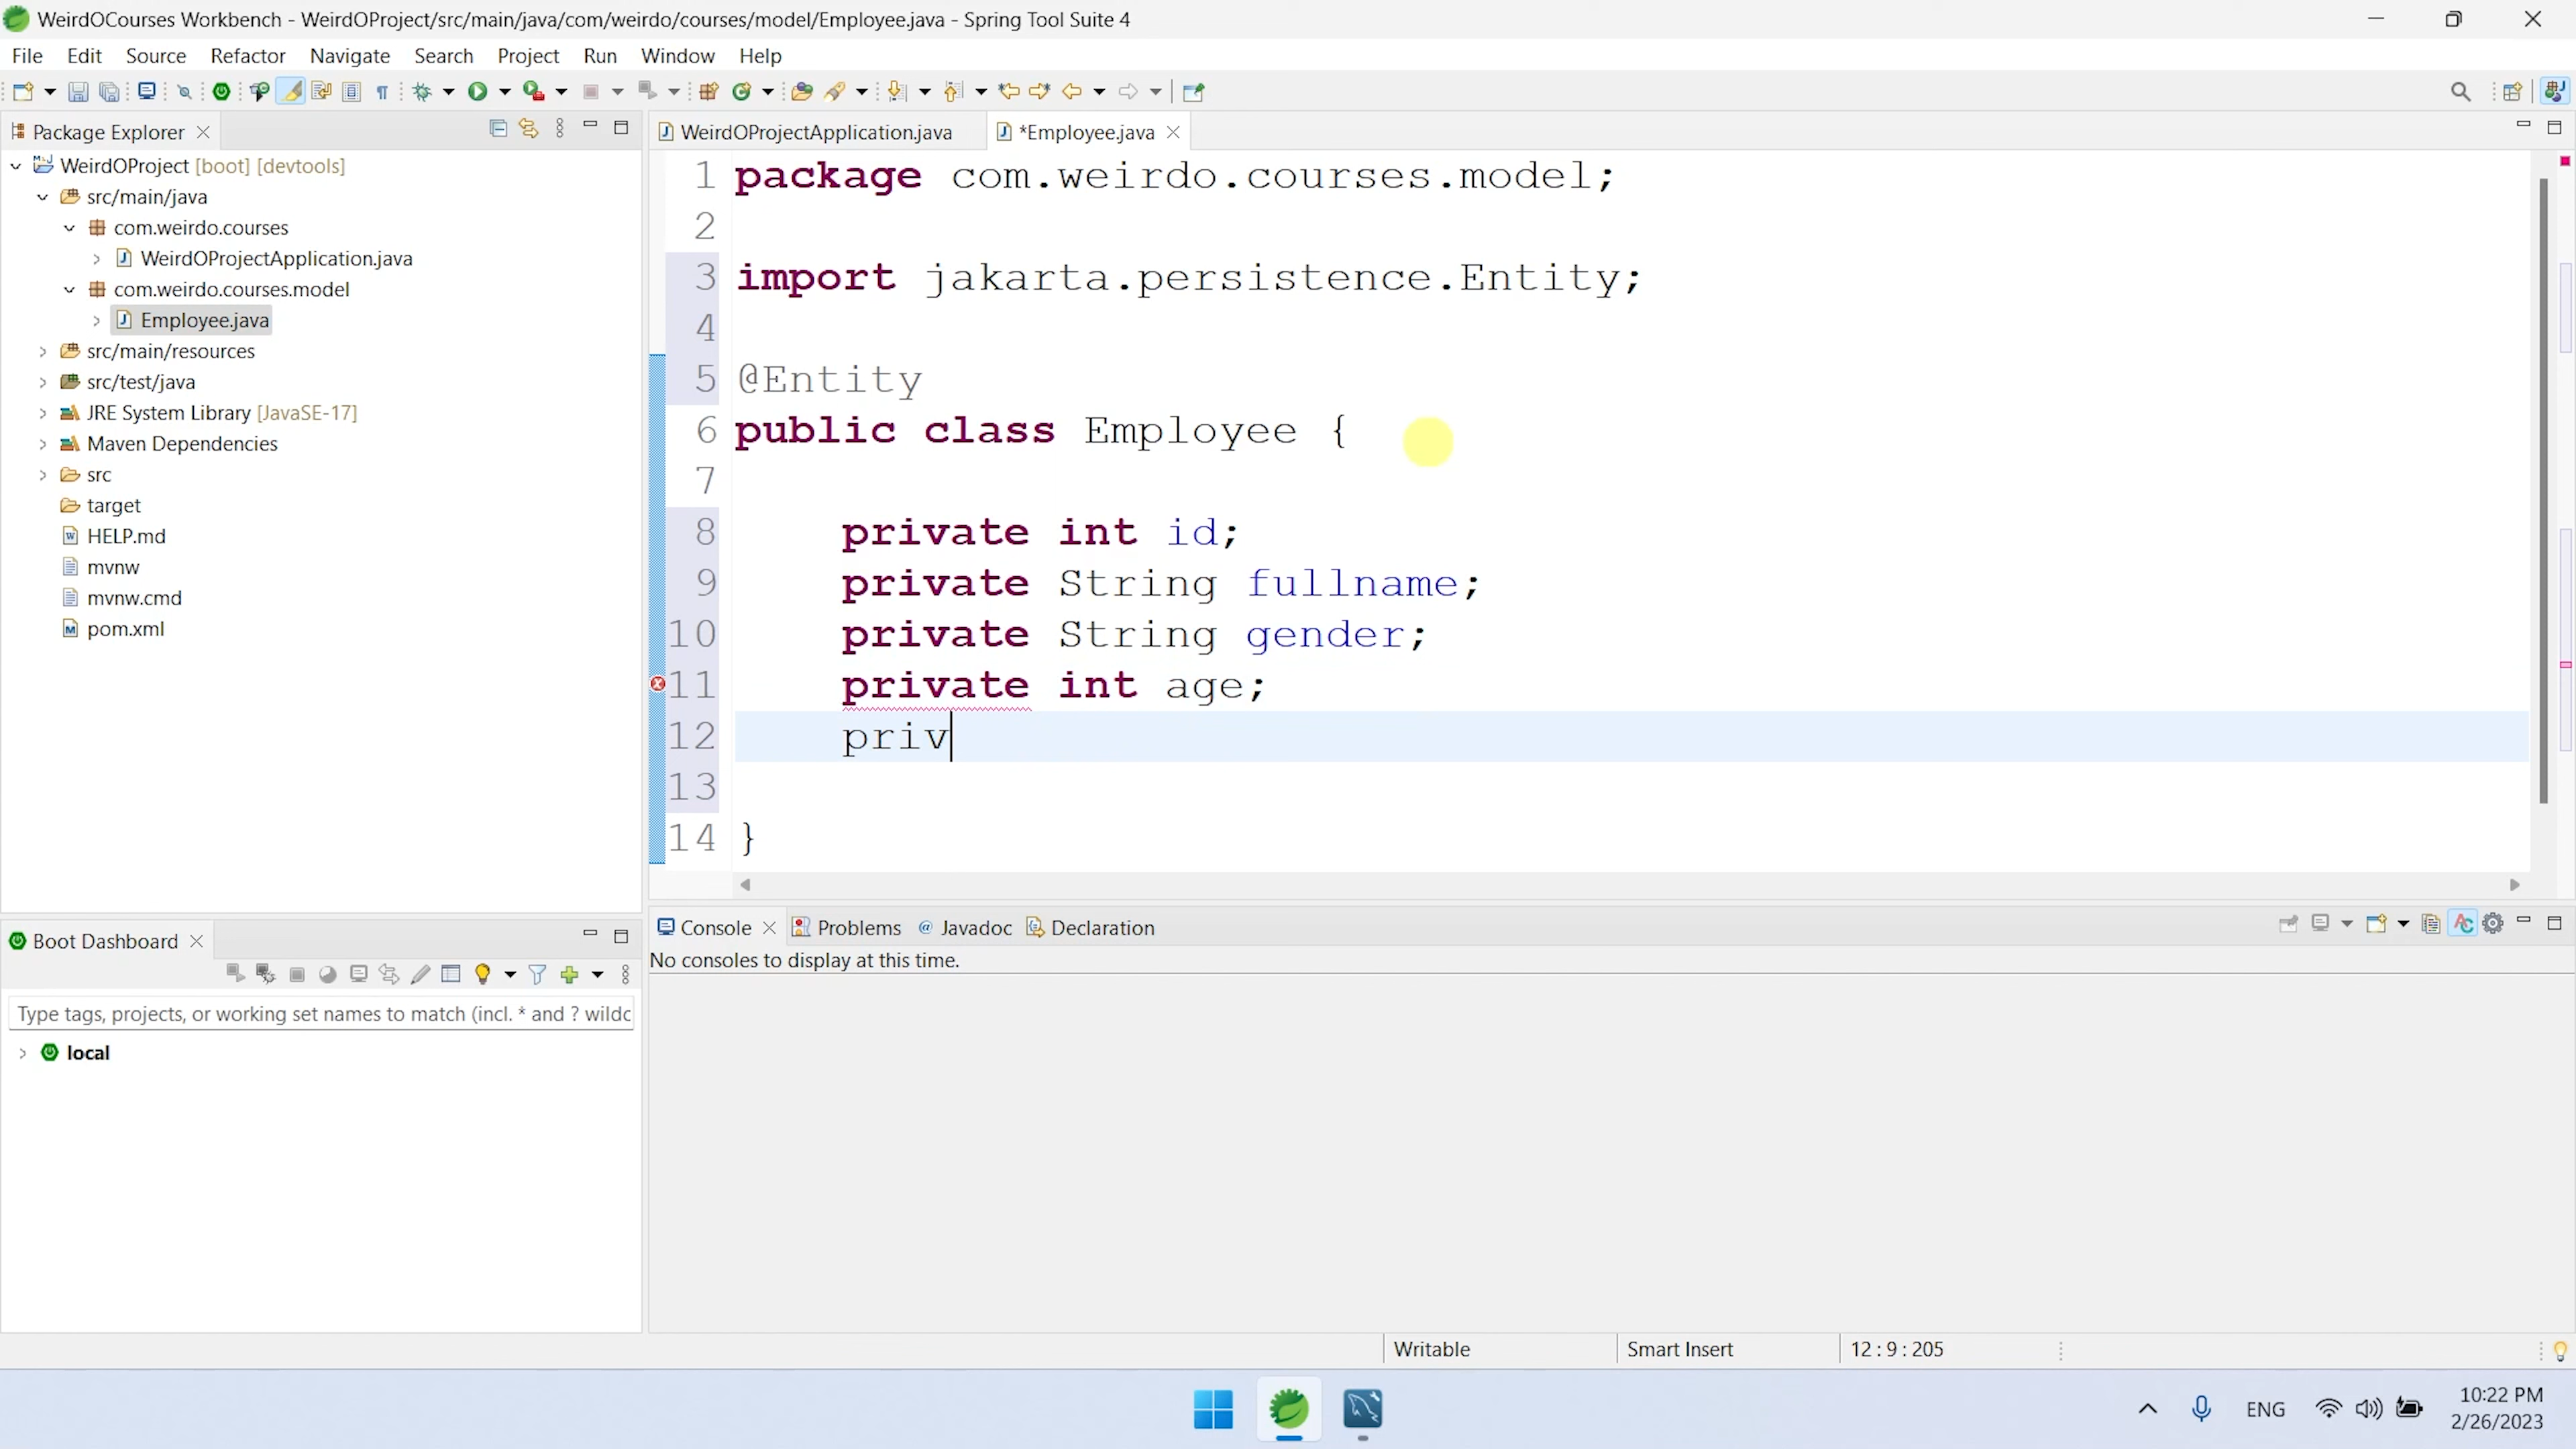 WeirdOCourses Workbench - WeirdOProject/src/main/java/com/weirdo/courses/model/Employee.java - Spring Tool Suite 4
File Edit Source Refactor Navigate Search Project Run Window Help
Package Explorer
WeirdOProject [boot] [devtools]
src/main/java
com.weirdo.courses
WeirdOProjectApplication.java
com.weirdo.courses.model
Employee.java
src/main/resources
src/test/java
JRE System Library [JavaSE-17]
Maven Dependencies
src
target
HELP.md
mvnw
mvnw.cmd
pom.xml
WeirdOProjectApplication.java *Employee.java
1 package com.weirdo.courses.model;
2
3 import jakarta.persistence.Entity;
4
5 @Entity
6 public class Employee {
7
8 private int id;
9 private String fullname;
10 private String gender;
11 private int age;
12 priv
13
14 }
Boot Dashboard
Type tags, projects, or working set names to match (incl. * and ? wildc
local
Console Problems @ Javadoc Declaration
No consoles to display at this time.
Writable Smart Insert 12 : 9 : 205
ENG
10:22 PM
2/26/2023